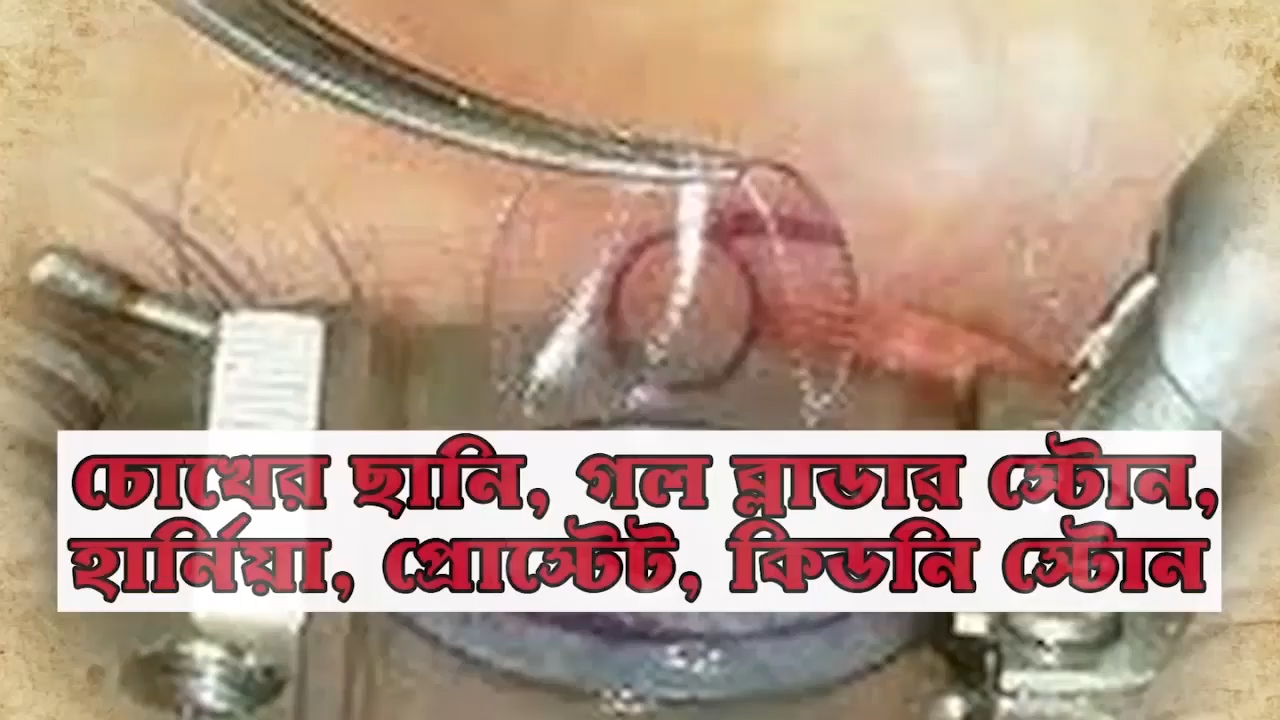 চোখের ছানি, গল ব্লাডার স্টোন,
হার্নিয়া, প্রোস্টেট, কিডনি স্টোন